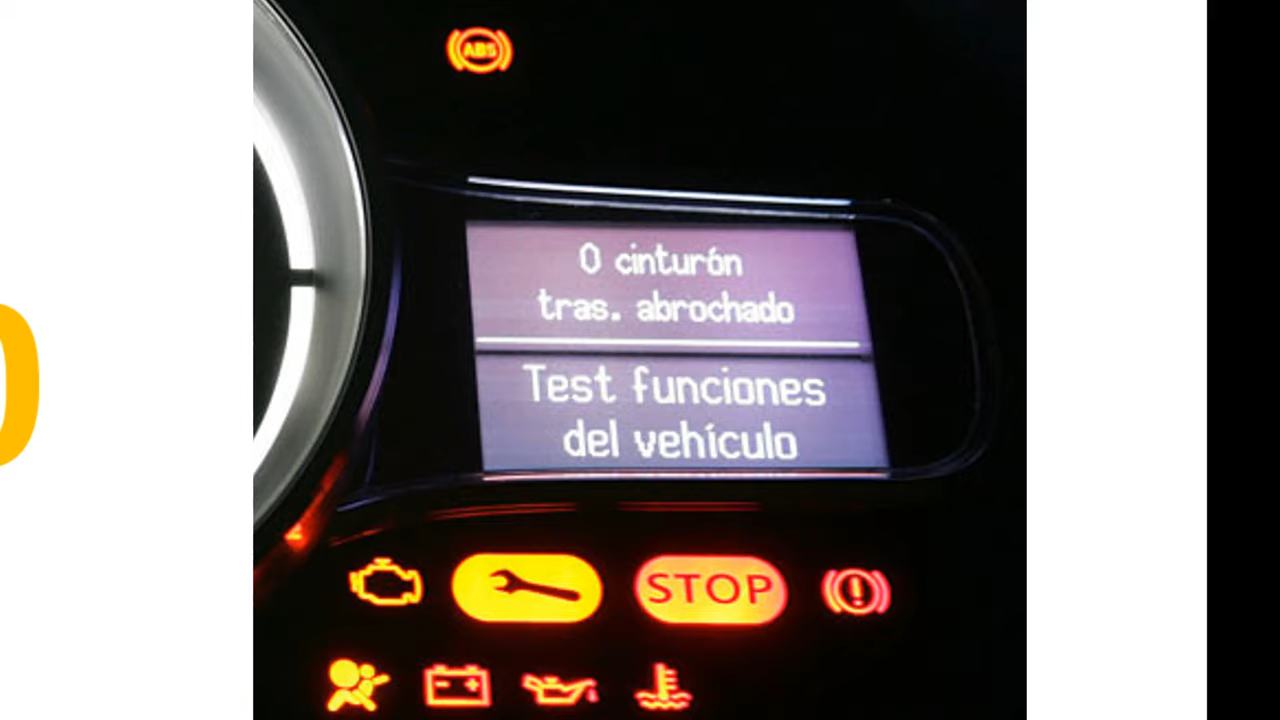 ABS
0 cinturón
tras. abrochado
Test funciones
del vehículo
STOP